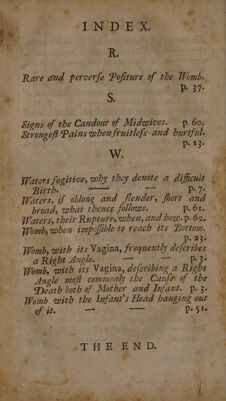 INDEX.
R.
Rare and perverse Posture of the Womb.
p. 37.
S.
Signs of the Candour of Midwives. p 60.
Strongest Pains when fruitless and hurtful.
p. 13.
W.
Waters fugitive, why they denote a difficult
Birth. — — p. 7.
Waters, if oblong and slender, short and
broad, what thence follows. p. 61.
Waters, their Rupture, when, and how. p. 62.
Womb, when impossible to reach its Bottom.
p. 23.
Womb, with its Vagina, frequently describes
a Right Angle. — — p. 3.
Womb, with its Vagina, describing a Right
Angle most commonly the Cause of the
Death both of Mother and Infant. p. 3.
Womb with the Infant's Head hanging out
of it. — — p. 51.
THE END.